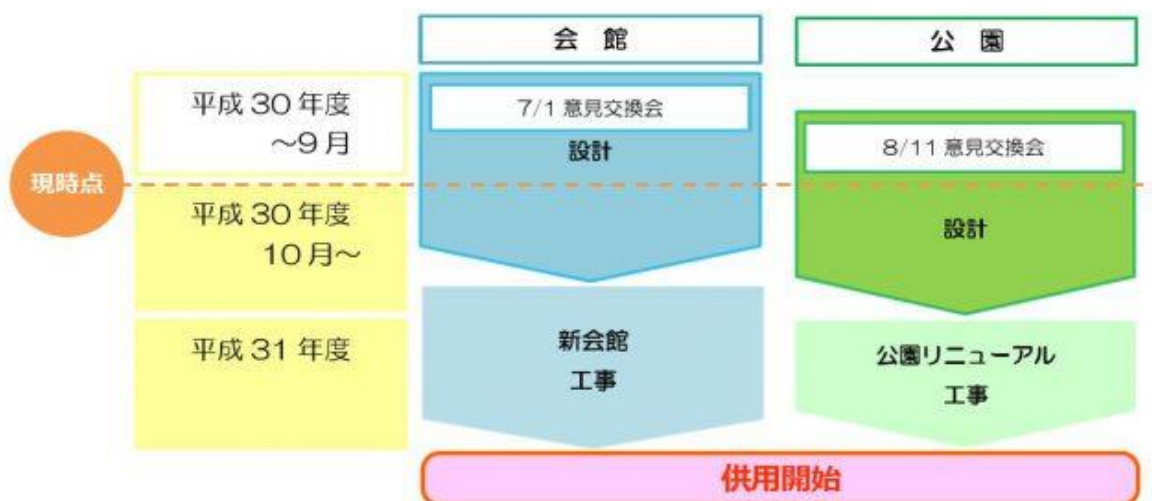 会 館
公 園
平成 30 年度
～9 月
7/1 意見交換会
設計
8/11 意見交換会
現時点
平成 30 年度
10 月～
設計
平成 31 年度
新会館
工事
公園リニューアル
工事
供用開始